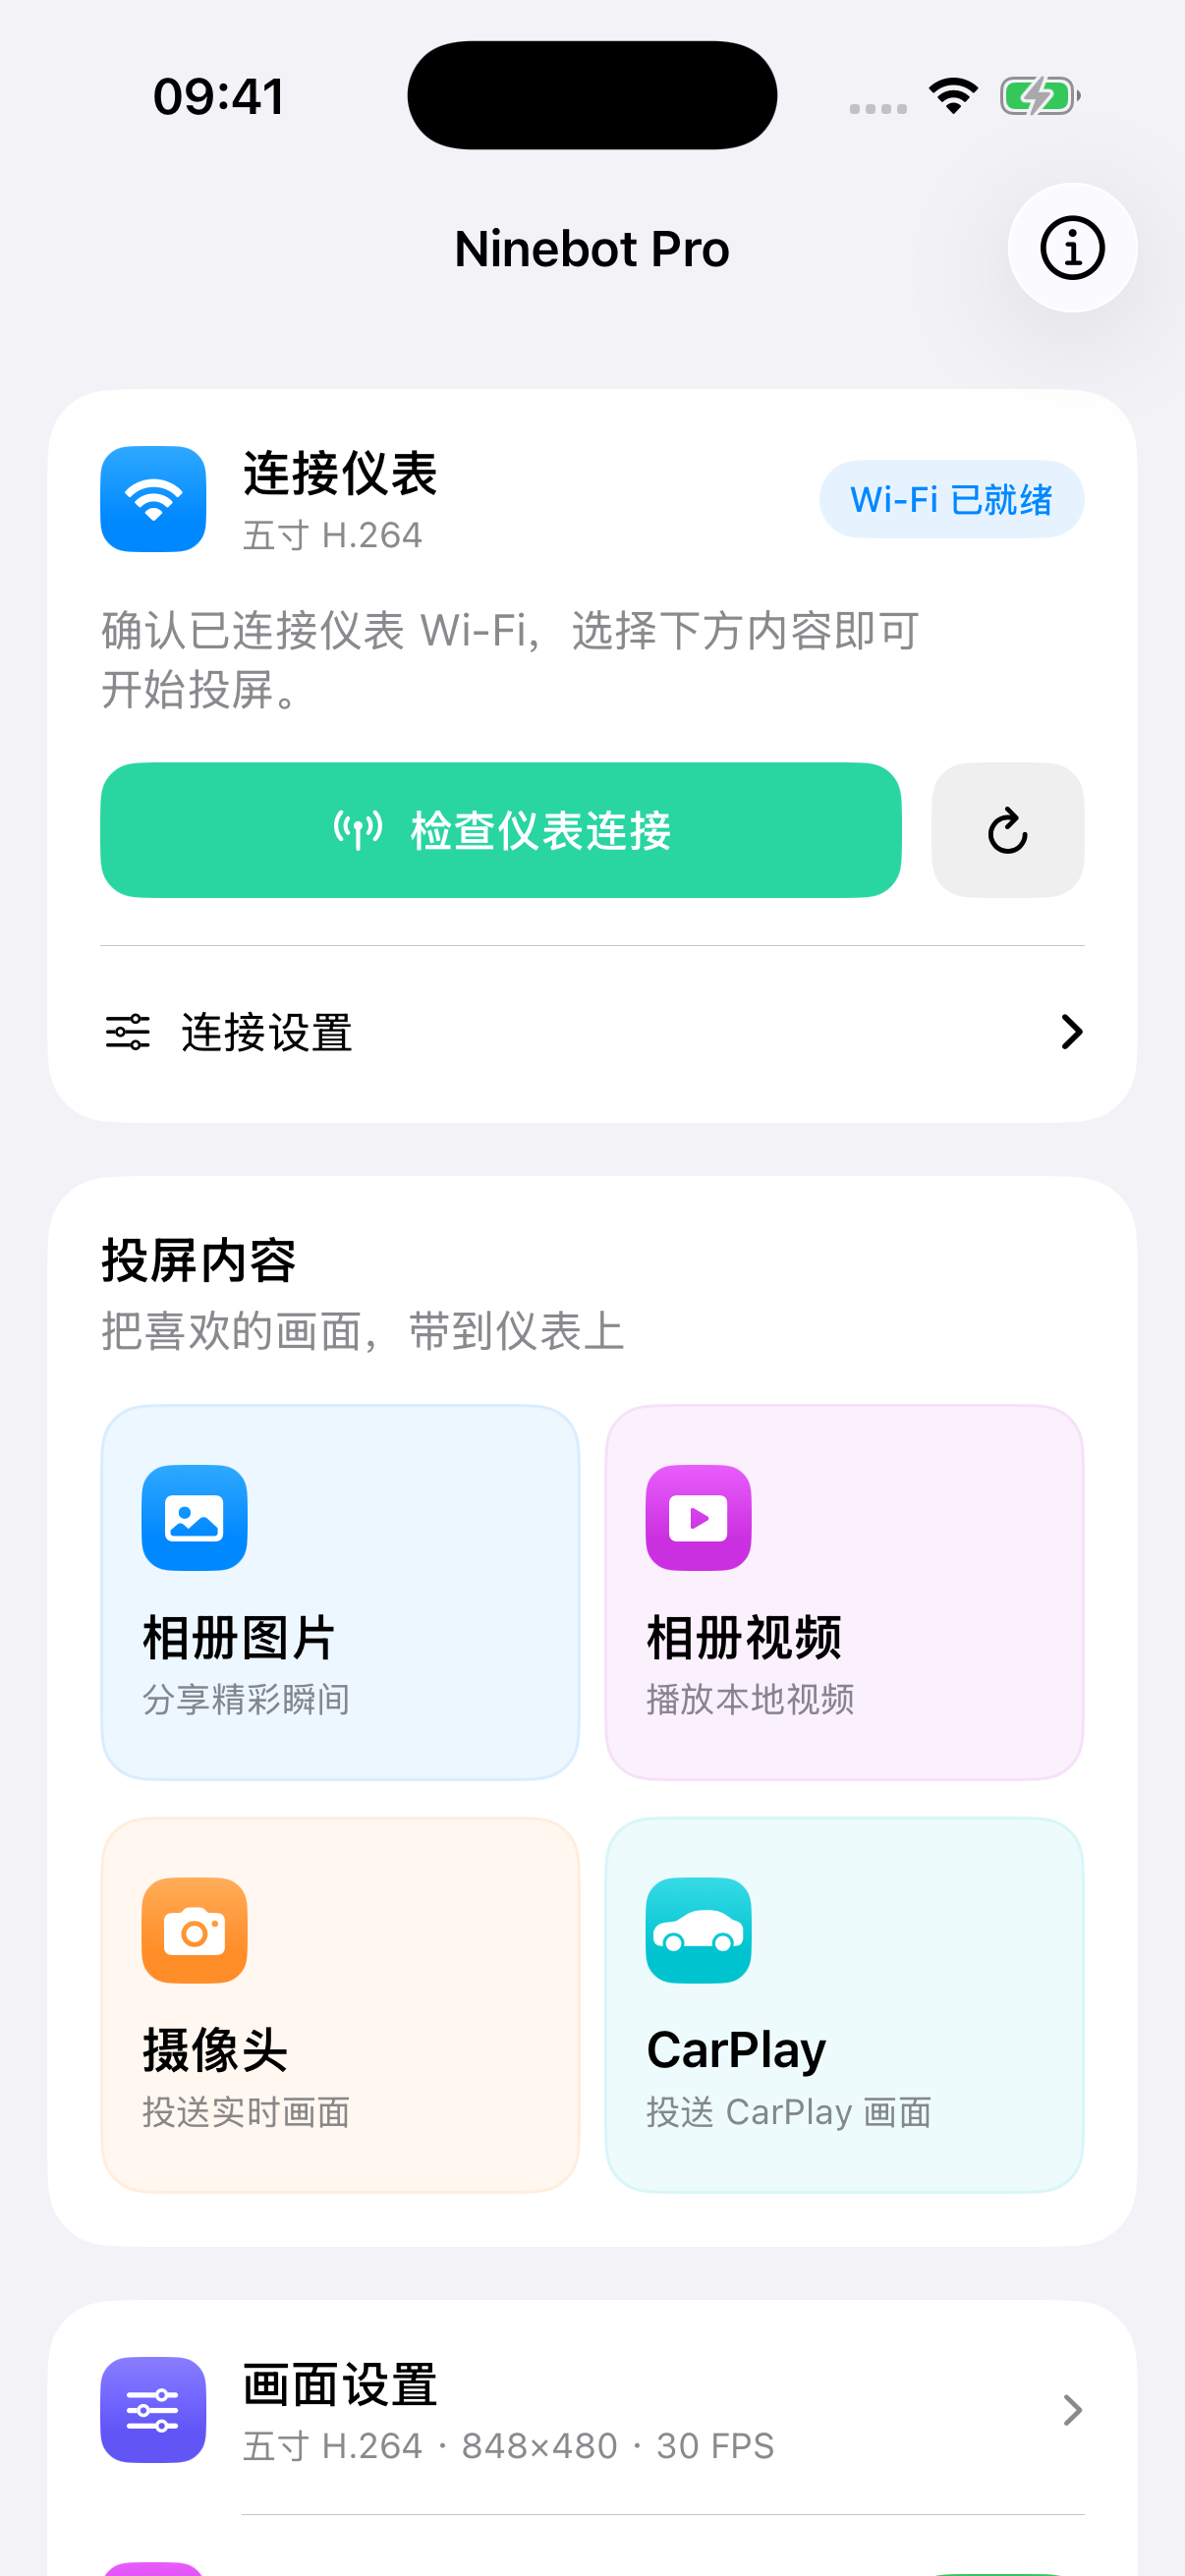 09:41
Ninebot Pro
连接仪表
五寸 H.264
Wi-Fi 已就绪
确认已连接仪表 Wi-Fi，选择下方内容即可
开始投屏。
检查仪表连接
连接设置
投屏内容
把喜欢的画面，带到仪表上
相册图片
分享精彩瞬间
相册视频
播放本地视频
摄像头
投送实时画面
CarPlay
投送 CarPlay 画面
画面设置
五寸 H.264 · 848×480 · 30 FPS